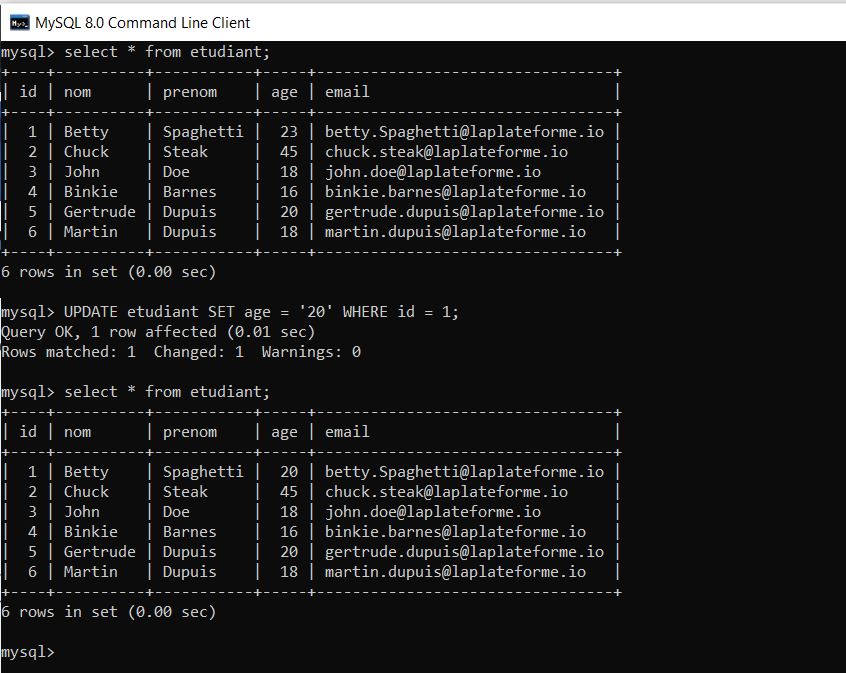 MySQL 8.0 Command Line Client
mysql> select * from etudiant;
+----+----------+-----------+-----+---------------------------------+
| id | nom      | prenom    | age | email                           |
+----+----------+-----------+-----+---------------------------------+
|  1 | Betty    | Spaghetti |  23 | betty.Spaghetti@laplateforme.io |
|  2 | Chuck    | Steak     |  45 | chuck.steak@laplateforme.io     |
|  3 | John     | Doe       |  18 | john.doe@laplateforme.io        |
|  4 | Binkie   | Barnes    |  16 | binkie.barnes@laplateforme.io   |
|  5 | Gertrude | Dupuis    |  20 | gertrude.dupuis@laplateforme.io |
|  6 | Martin   | Dupuis    |  18 | martin.dupuis@laplateforme.io   |
+----+----------+-----------+-----+---------------------------------+
6 rows in set (0.00 sec)
mysql> UPDATE etudiant SET age = '20' WHERE id = 1;
Query OK, 1 row affected (0.01 sec)
Rows matched: 1  Changed: 1  Warnings: 0
mysql> select * from etudiant;
+----+----------+-----------+-----+---------------------------------+
| id | nom      | prenom    | age | email                           |
+----+----------+-----------+-----+---------------------------------+
|  1 | Betty    | Spaghetti |  20 | betty.Spaghetti@laplateforme.io |
|  2 | Chuck    | Steak     |  45 | chuck.steak@laplateforme.io     |
|  3 | John     | Doe       |  18 | john.doe@laplateforme.io        |
|  4 | Binkie   | Barnes    |  16 | binkie.barnes@laplateforme.io   |
|  5 | Gertrude | Dupuis    |  20 | gertrude.dupuis@laplateforme.io |
|  6 | Martin   | Dupuis    |  18 | martin.dupuis@laplateforme.io   |
+----+----------+-----------+-----+---------------------------------+
6 rows in set (0.00 sec)
mysql>